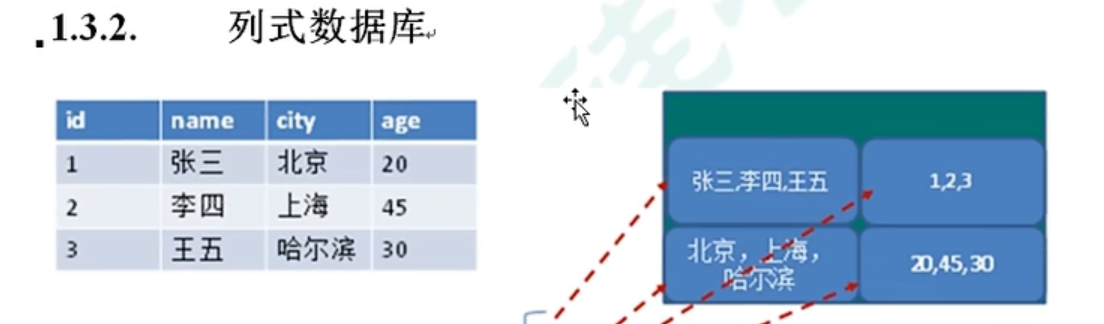 1.3.2. 列式数据库
id name city age
1 张三 北京 20
2 李四 上海 45
3 王五 哈尔滨 30
张三,李四,王五
1,2,3
北京，上海，
哈尔滨
20,45,30